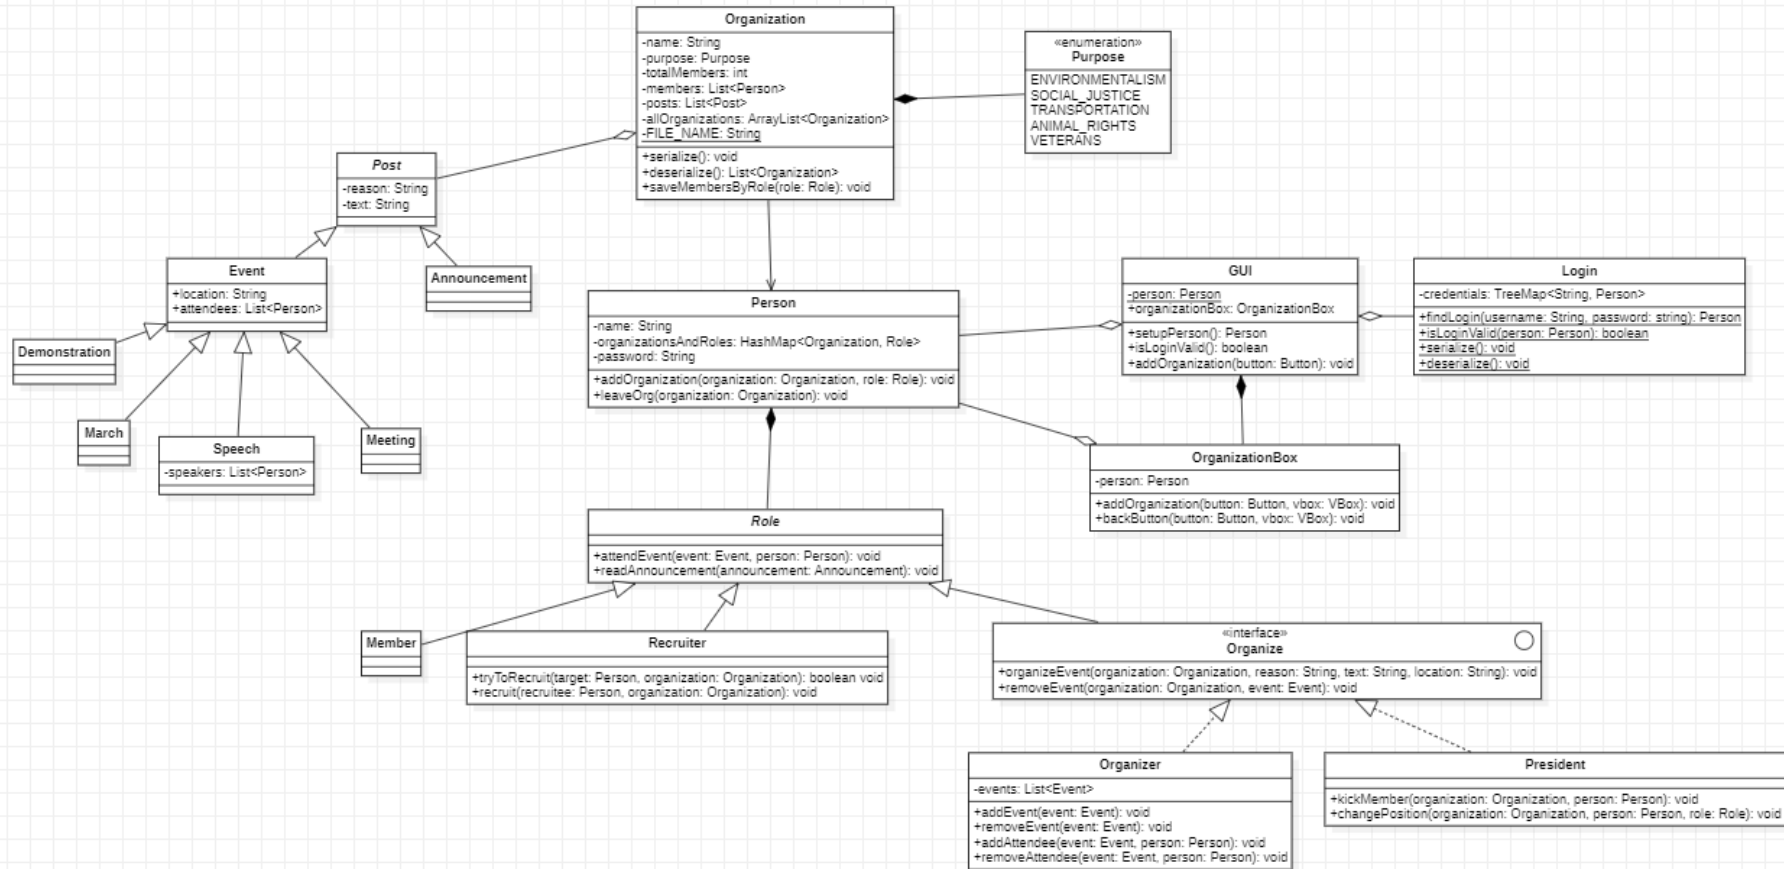 Organization
-name: String
-purpose: Purpose
-totalMembers: int
-members: List<Person>
-posts: List<Post>
-allOrganizations: ArrayList<Organization>
-FILE_NAME: String
+serialize(): void
+deserialize(): List<Organization>
+saveMembersByRole(role: Role): void
«enumeration»
Purpose
ENVIRONMENTALISM
SOCIAL_JUSTICE
TRANSPORTATION
ANIMAL_RIGHTS
VETERANS
Post
-reason: String
-text: String
Event
+location: String
+attendees: List<Person>
Announcement
Demonstration
March
Speech
-speakers: List<Person>
Meeting
Person
-name: String
-organizationsAndRoles: HashMap<Organization, Role>
-password: String
+addOrganization(organization: Organization, role: Role): void
+leaveOrg(organization: Organization): void
GUI
-person: Person
+organizationBox: OrganizationBox
+setupPerson(): Person
+isLoginValid(): boolean
+addOrganization(button: Button): void
Login
-credentials: TreeMap<String, Person>
+findLogin(username: String, password: string): Person
+isLoginValid(person: Person): boolean
+serialize(): void
+deserialize(): void
OrganizationBox
-person: Person
+addOrganization(button: Button, vbox: VBox): void
+backButton(button: Button, vbox: VBox): void
Role
+attendEvent(event: Event, person: Person): void
+readAnnouncement(announcement: Announcement): void
Member
Recruiter
+tryToRecruit(target: Person, organization: Organization): boolean void
+recruit(recruitee: Person, organization: Organization): void
«interface»
Organize
+organizeEvent(organization: Organization, reason: String, text: String, location: String): void
+removeEvent(organization: Organization, event: Event): void
Organizer
-events: List<Event>
+addEvent(event: Event): void
+removeEvent(event: Event): void
+addAttendee(event: Event, person: Person): void
+removeAttendee(event: Event, person: Person): void
President
+kickMember(organization: Organization, person: Person): void
+changePosition(organization: Organization, person: Person, role: Role): void